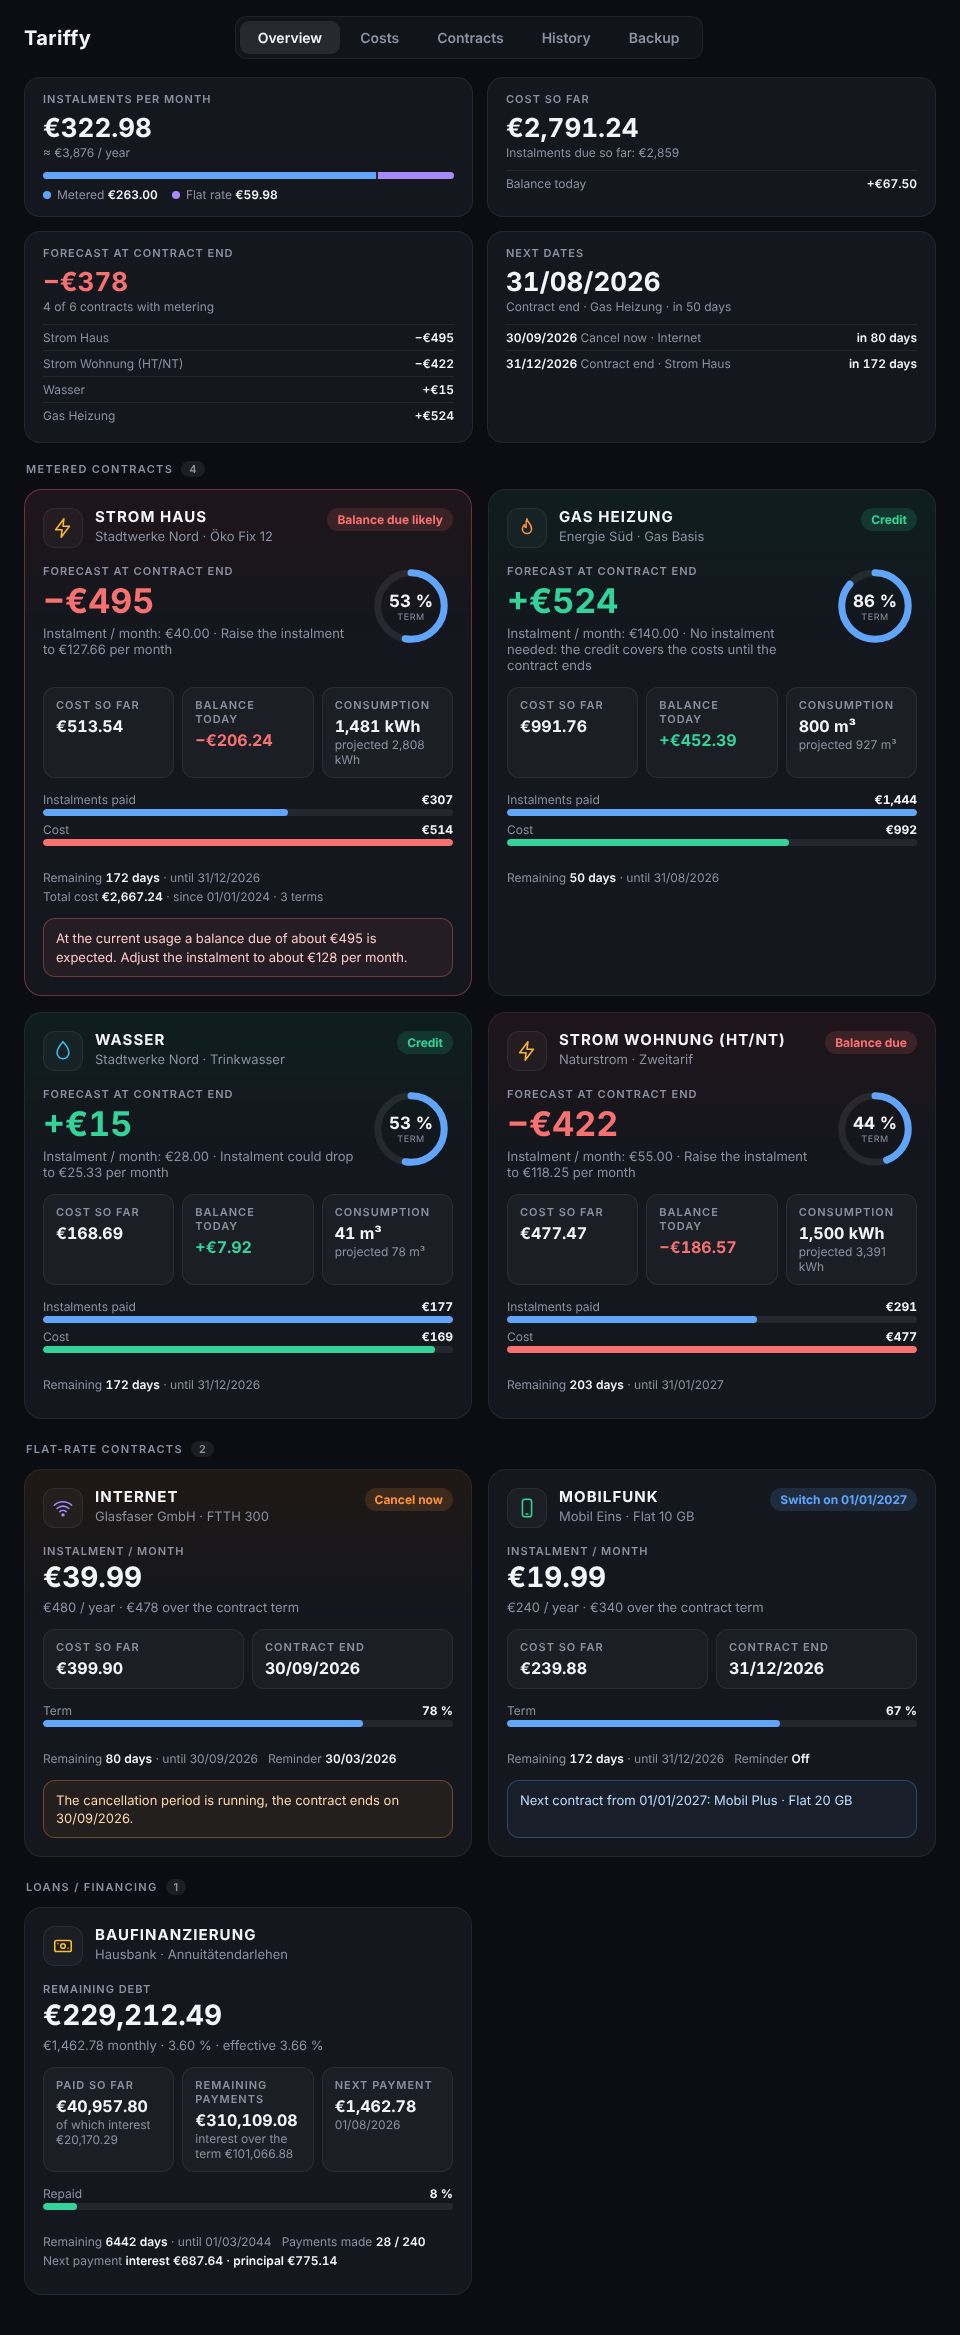 Tariffy
Overview
Costs
Contracts
History
Backup
INSTALMENTS PER MONTH
€322.98
≈ €3,876 / year
Metered €263.00
Flat rate €59.98
COST SO FAR
€2,791.24
Instalments due so far: €2,859
Balance today +€67.50
FORECAST AT CONTRACT END
−€378
4 of 6 contracts with metering
Strom Haus −€495
Strom Wohnung (HT/NT) −€422
Wasser +€15
Gas Heizung +€524
NEXT DATES
31/08/2026
Contract end · Gas Heizung · in 50 days
30/09/2026 Cancel now · Internet in 80 days
31/12/2026 Contract end · Strom Haus in 172 days
METERED CONTRACTS 4
STROM HAUS
Stadtwerke Nord · Öko Fix 12
Balance due likely
FORECAST AT CONTRACT END
−€495
Instalment / month: €40.00 · Raise the instalment
to €127.66 per month
53 %
TERM
COST SO FAR
€513.54
BALANCE
TODAY
−€206.24
CONSUMPTION
1,481 kWh
projected 2,808
kWh
Instalments paid €307
Cost €514
Remaining 172 days · until 31/12/2026
Total cost €2,667.24 · since 01/01/2024 · 3 terms
At the current usage a balance due of about €495 is
expected. Adjust the instalment to about €128 per month.
GAS HEIZUNG
Energie Süd · Gas Basis
Credit
FORECAST AT CONTRACT END
+€524
Instalment / month: €140.00 · No instalment
needed: the credit covers the costs until the
contract ends
86 %
TERM
COST SO FAR
€991.76
BALANCE
TODAY
+€452.39
CONSUMPTION
800 m³
projected 927 m³
Instalments paid €1,444
Cost €992
Remaining 50 days · until 31/08/2026
WASSER
Stadtwerke Nord · Trinkwasser
Credit
FORECAST AT CONTRACT END
+€15
Instalment / month: €28.00 · Instalment could drop
to €25.33 per month
53 %
TERM
COST SO FAR
€168.69
BALANCE
TODAY
+€7.92
CONSUMPTION
41 m³
projected 78 m³
Instalments paid €177
Cost €169
Remaining 172 days · until 31/12/2026
STROM WOHNUNG (HT/NT)
Naturstrom · Zweitarif
Balance due
FORECAST AT CONTRACT END
−€422
Instalment / month: €55.00 · Raise the instalment
to €118.25 per month
44 %
TERM
COST SO FAR
€477.47
BALANCE
TODAY
−€186.57
CONSUMPTION
1,500 kWh
projected 3,391
kWh
Instalments paid €291
Cost €477
Remaining 203 days · until 31/01/2027
FLAT-RATE CONTRACTS 2
INTERNET
Glasfaser GmbH · FTTH 300
Cancel now
INSTALMENT / MONTH
€39.99
€480 / year · €478 over the contract term
COST SO FAR
€399.90
CONTRACT END
30/09/2026
Term 78 %
Remaining 80 days · until 30/09/2026 Reminder 30/03/2026
The cancellation period is running, the contract ends on
30/09/2026.
MOBILFUNK
Mobil Eins · Flat 10 GB
Switch on 01/01/2027
INSTALMENT / MONTH
€19.99
€240 / year · €340 over the contract term
COST SO FAR
€239.88
CONTRACT END
31/12/2026
Term 67 %
Remaining 172 days · until 31/12/2026 Reminder Off
Next contract from 01/01/2027: Mobil Plus · Flat 20 GB
LOANS / FINANCING 1
BAUFINANZIERUNG
Hausbank · Annuitätendarlehen
REMAINING DEBT
€229,212.49
€1,462.78 monthly · 3.60 % · effective 3.66 %
PAID SO FAR
€40,957.80
of which interest
€20,170.29
REMAINING
PAYMENTS
€310,109.08
interest over the
term €101,066.88
NEXT PAYMENT
€1,462.78
01/08/2026
Repaid 8 %
Remaining 6442 days · until 01/03/2044 Payments made 28 / 240
Next payment interest €687.64 · principal €775.14